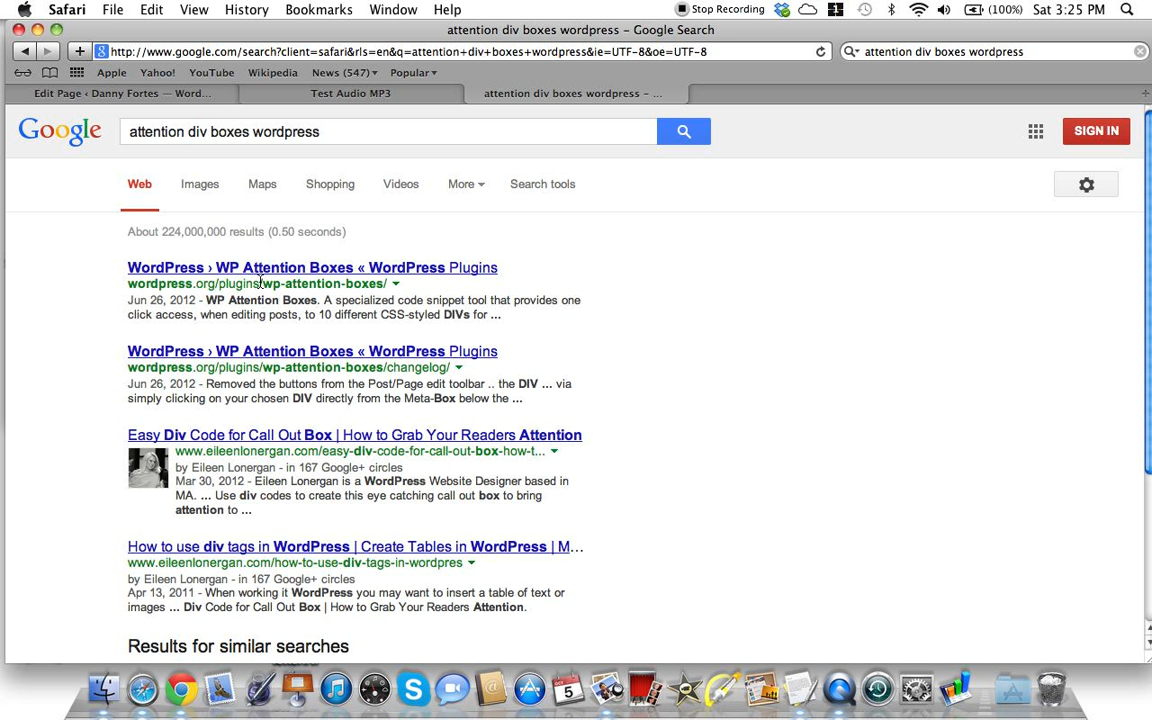 Safari File Edit View History Bookmarks Window Help Stop Recording 1 (100%) Sat 3:25 PM
attention div boxes wordpress – Google Search
http://www.google.com/search?client=safari&rls=en&q=attention+div+boxes+wordpress&ie=UTF-8&oe=UTF-8 attention div boxes wordpress
Apple Yahoo! YouTube Wikipedia News (547) Popular
Edit Page ‹ Danny Fortes — Word... Test Audio MP3 attention div boxes wordpress – ...
Google attention div boxes wordpress SIGN IN
Web Images Maps Shopping Videos More Search tools
About 224,000,000 results (0.50 seconds)
WordPress › WP Attention Boxes « WordPress Plugins
wordpress.org/plugins/wp-attention-boxes/
Jun 26, 2012 - WP Attention Boxes. A specialized code snippet tool that provides one
click access, when editing posts, to 10 different CSS-styled DIVs for ...
WordPress › WP Attention Boxes « WordPress Plugins
wordpress.org/plugins/wp-attention-boxes/changelog/
Jun 26, 2012 - Removed the buttons from the Post/Page edit toolbar .. the DIV ... via
simply clicking on your chosen DIV directly from the Meta-Box below the ...
Easy Div Code for Call Out Box | How to Grab Your Readers Attention
www.eileenlonergan.com/easy-div-code-for-call-out-box-how-t...
by Eileen Lonergan - in 167 Google+ circles
Mar 30, 2012 - Eileen Lonergan is a WordPress Website Designer based in
MA. ... Use div codes to create this eye catching call out box to bring
attention to ...
How to use div tags in WordPress | Create Tables in WordPress | M...
www.eileenlonergan.com/how-to-use-div-tags-in-wordpres
by Eileen Lonergan - in 167 Google+ circles
Apr 13, 2011 - When working it WordPress you may want to insert a table of text or
images ... Div Code for Call Out Box | How to Grab Your Readers Attention.
Results for similar searches
5